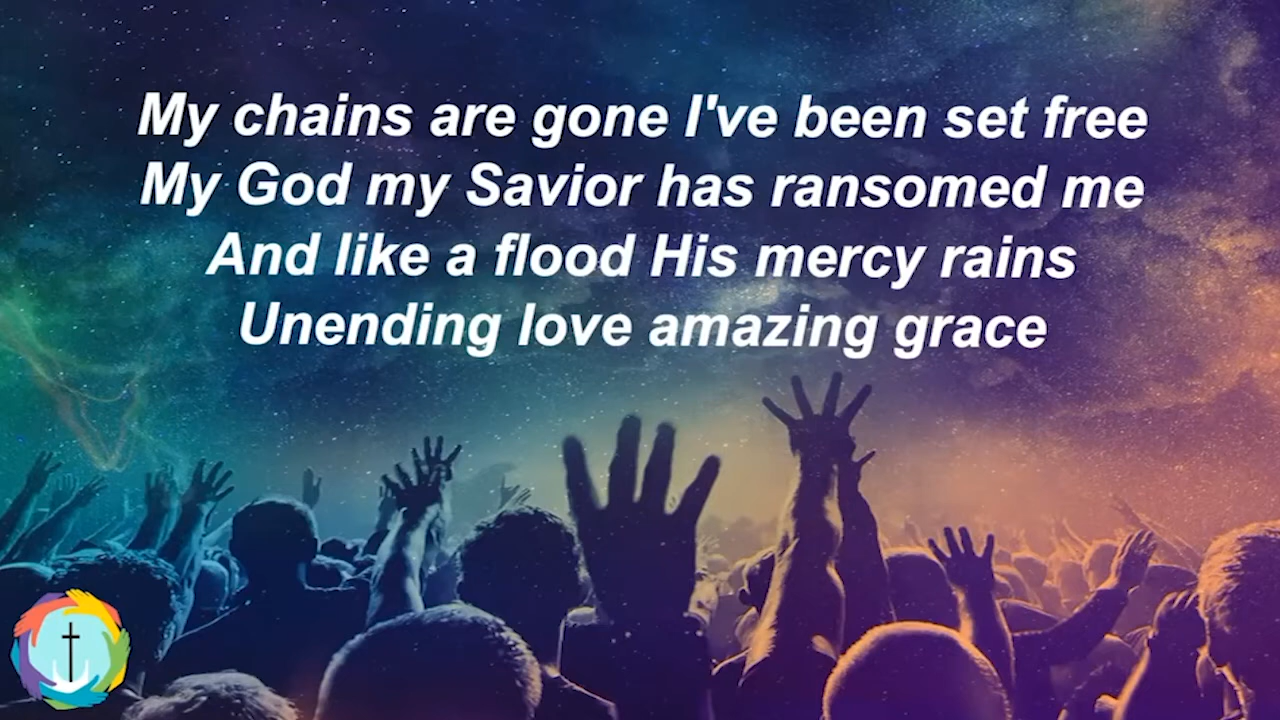 My chains are gone I've been set free
My God my Savior has ransomed me
And like a flood His mercy rains
Unending love amazing grace